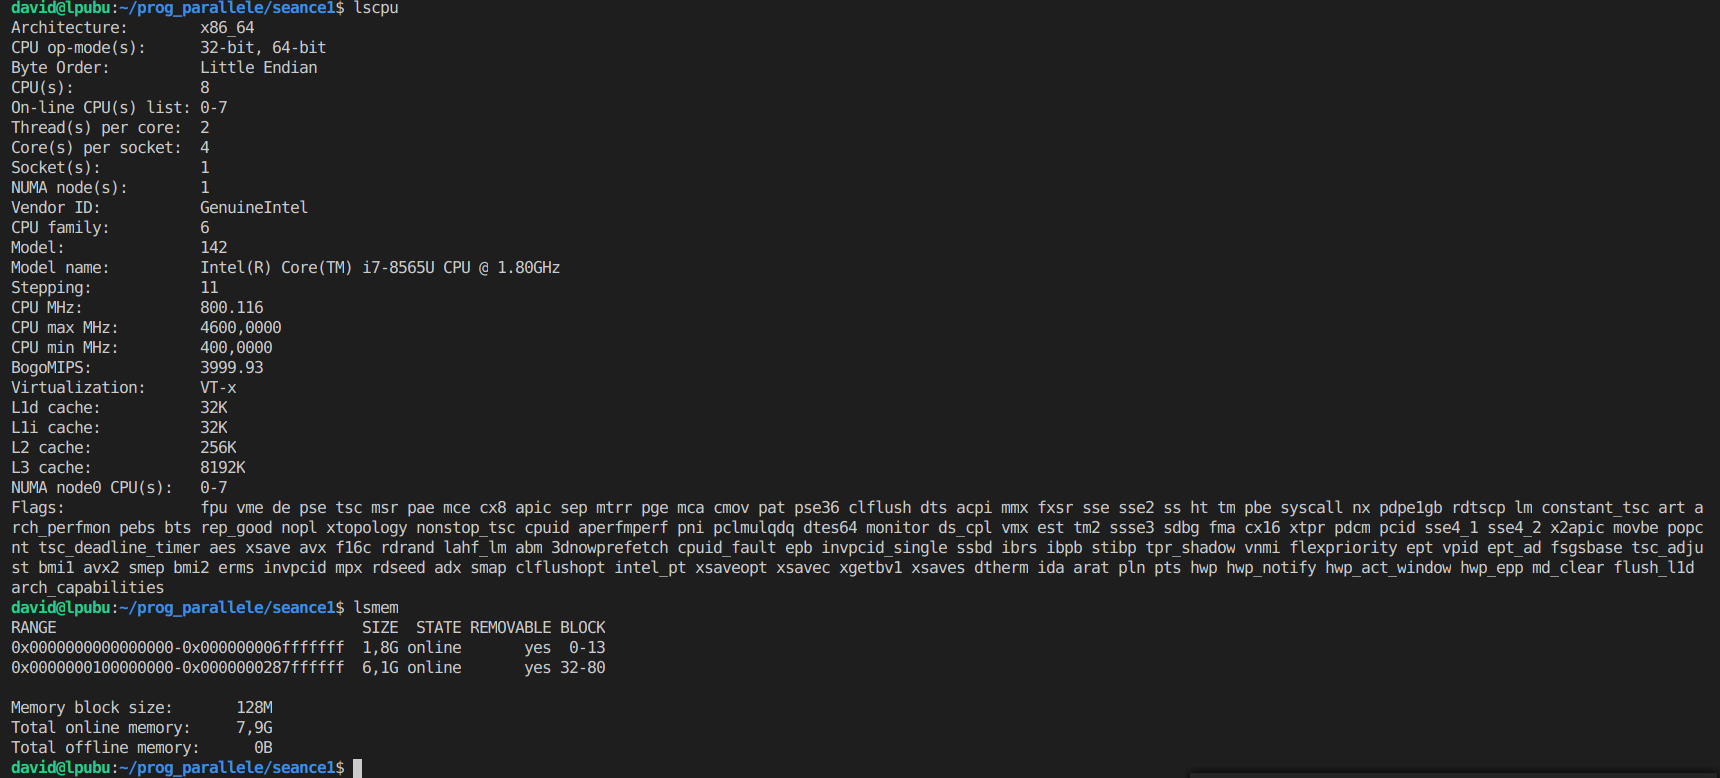 david@lpubu:~/prog_parallele/seance1$ lscpu
Architecture:        x86_64
CPU op-mode(s):      32-bit, 64-bit
Byte Order:          Little Endian
CPU(s):              8
On-line CPU(s) list: 0-7
Thread(s) per core:  2
Core(s) per socket:  4
Socket(s):           1
NUMA node(s):        1
Vendor ID:           GenuineIntel
CPU family:          6
Model:               142
Model name:          Intel(R) Core(TM) i7-8565U CPU @ 1.80GHz
Stepping:            11
CPU MHz:             800.116
CPU max MHz:         4600,0000
CPU min MHz:         400,0000
BogoMIPS:            3999.93
Virtualization:      VT-x
L1d cache:           32K
L1i cache:           32K
L2 cache:            256K
L3 cache:            8192K
NUMA node0 CPU(s):   0-7
Flags:               fpu vme de pse tsc msr pae mce cx8 apic sep mtrr pge mca cmov pat pse36 clflush dts acpi mmx fxsr sse sse2 ss ht tm pbe syscall nx pdpe1gb rdtscp lm constant_tsc art a
rch_perfmon pebs bts rep_good nopl xtopology nonstop_tsc cpuid aperfmperf pni pclmulqdq dtes64 monitor ds_cpl vmx est tm2 ssse3 sdbg fma cx16 xtpr pdcm pcid sse4_1 sse4_2 x2apic movbe popc
nt tsc_deadline_timer aes xsave avx f16c rdrand lahf_lm abm 3dnowprefetch cpuid_fault epb invpcid_single ssbd ibrs ibpb stibp tpr_shadow vnmi flexpriority ept vpid ept_ad fsgsbase tsc_adju
st bmi1 avx2 smep bmi2 erms invpcid mpx rdseed adx smap clflushopt intel_pt xsaveopt xsavec xgetbv1 xsaves dtherm ida arat pln pts hwp hwp_notify hwp_act_window hwp_epp md_clear flush_l1d
arch_capabilities
david@lpubu:~/prog_parallele/seance1$ lsmem
RANGE                                  SIZE  STATE REMOVABLE BLOCK
0x0000000000000000-0x000000006fffffff  1,8G online       yes  0-13
0x0000000100000000-0x0000000287ffffff  6,1G online       yes 32-80
Memory block size:       128M
Total online memory:     7,9G
Total offline memory:      0B
david@lpubu:~/prog_parallele/seance1$